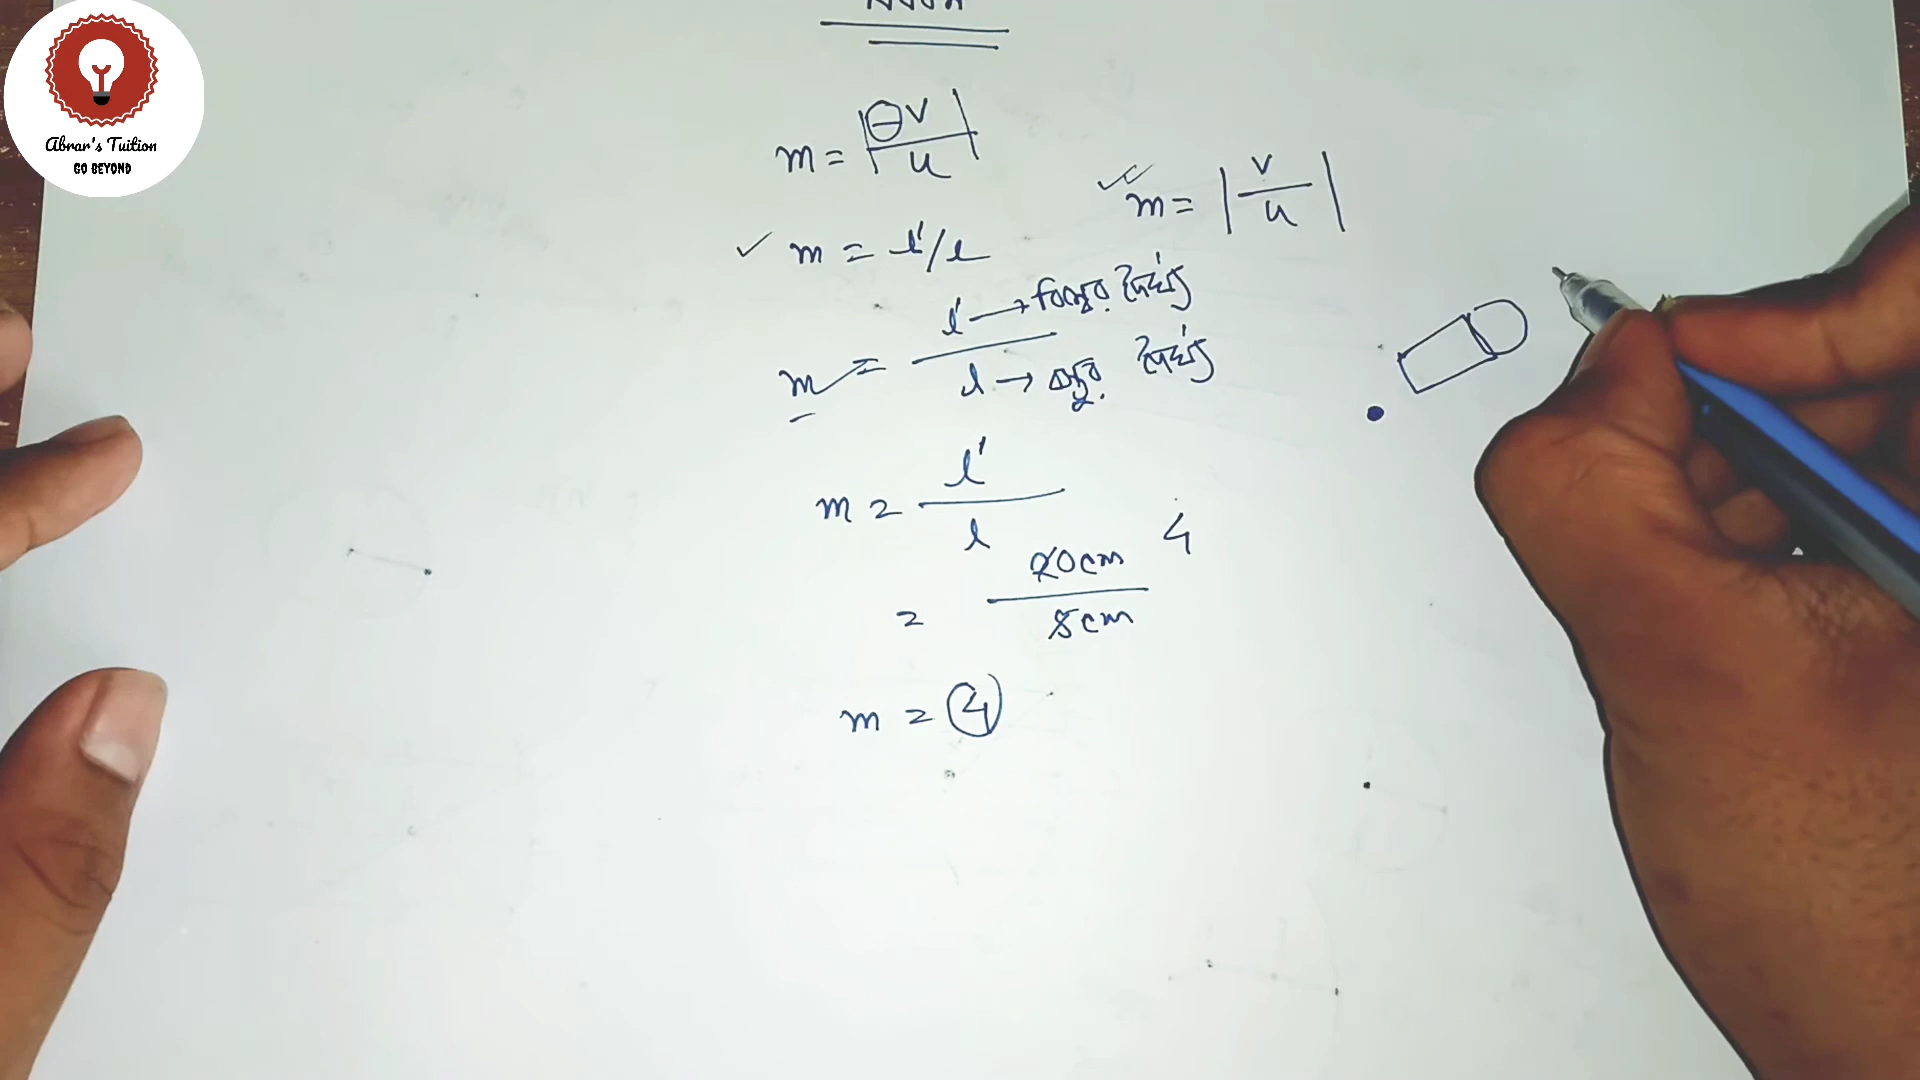 Abrar's Tuition
GO BEYOND
m = |⊖v/u|
m = |v/u|
m = l'/l
m = l' → বিম্বের দৈর্ঘ্য
l → বস্তুর দৈর্ঘ্য
m = l'/l
= 20cm/5cm 4
m = 4